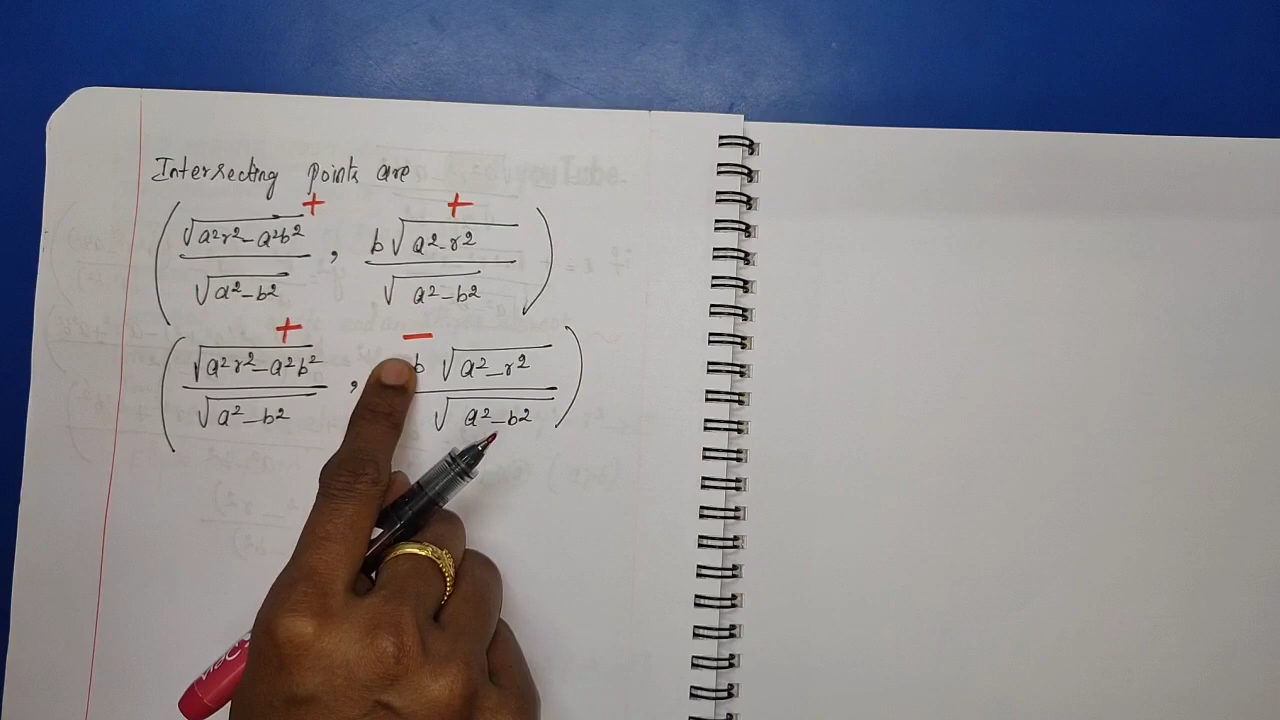 Intersecting points are
+ +
(√(a²r²-a²b²)/√(a²-b²), b√(a²-r²)/√(a²-b²))
+ −
(√(a²r²-a²b²)/√(a²-b²), b√(a²-r²)/√(a²-b²))